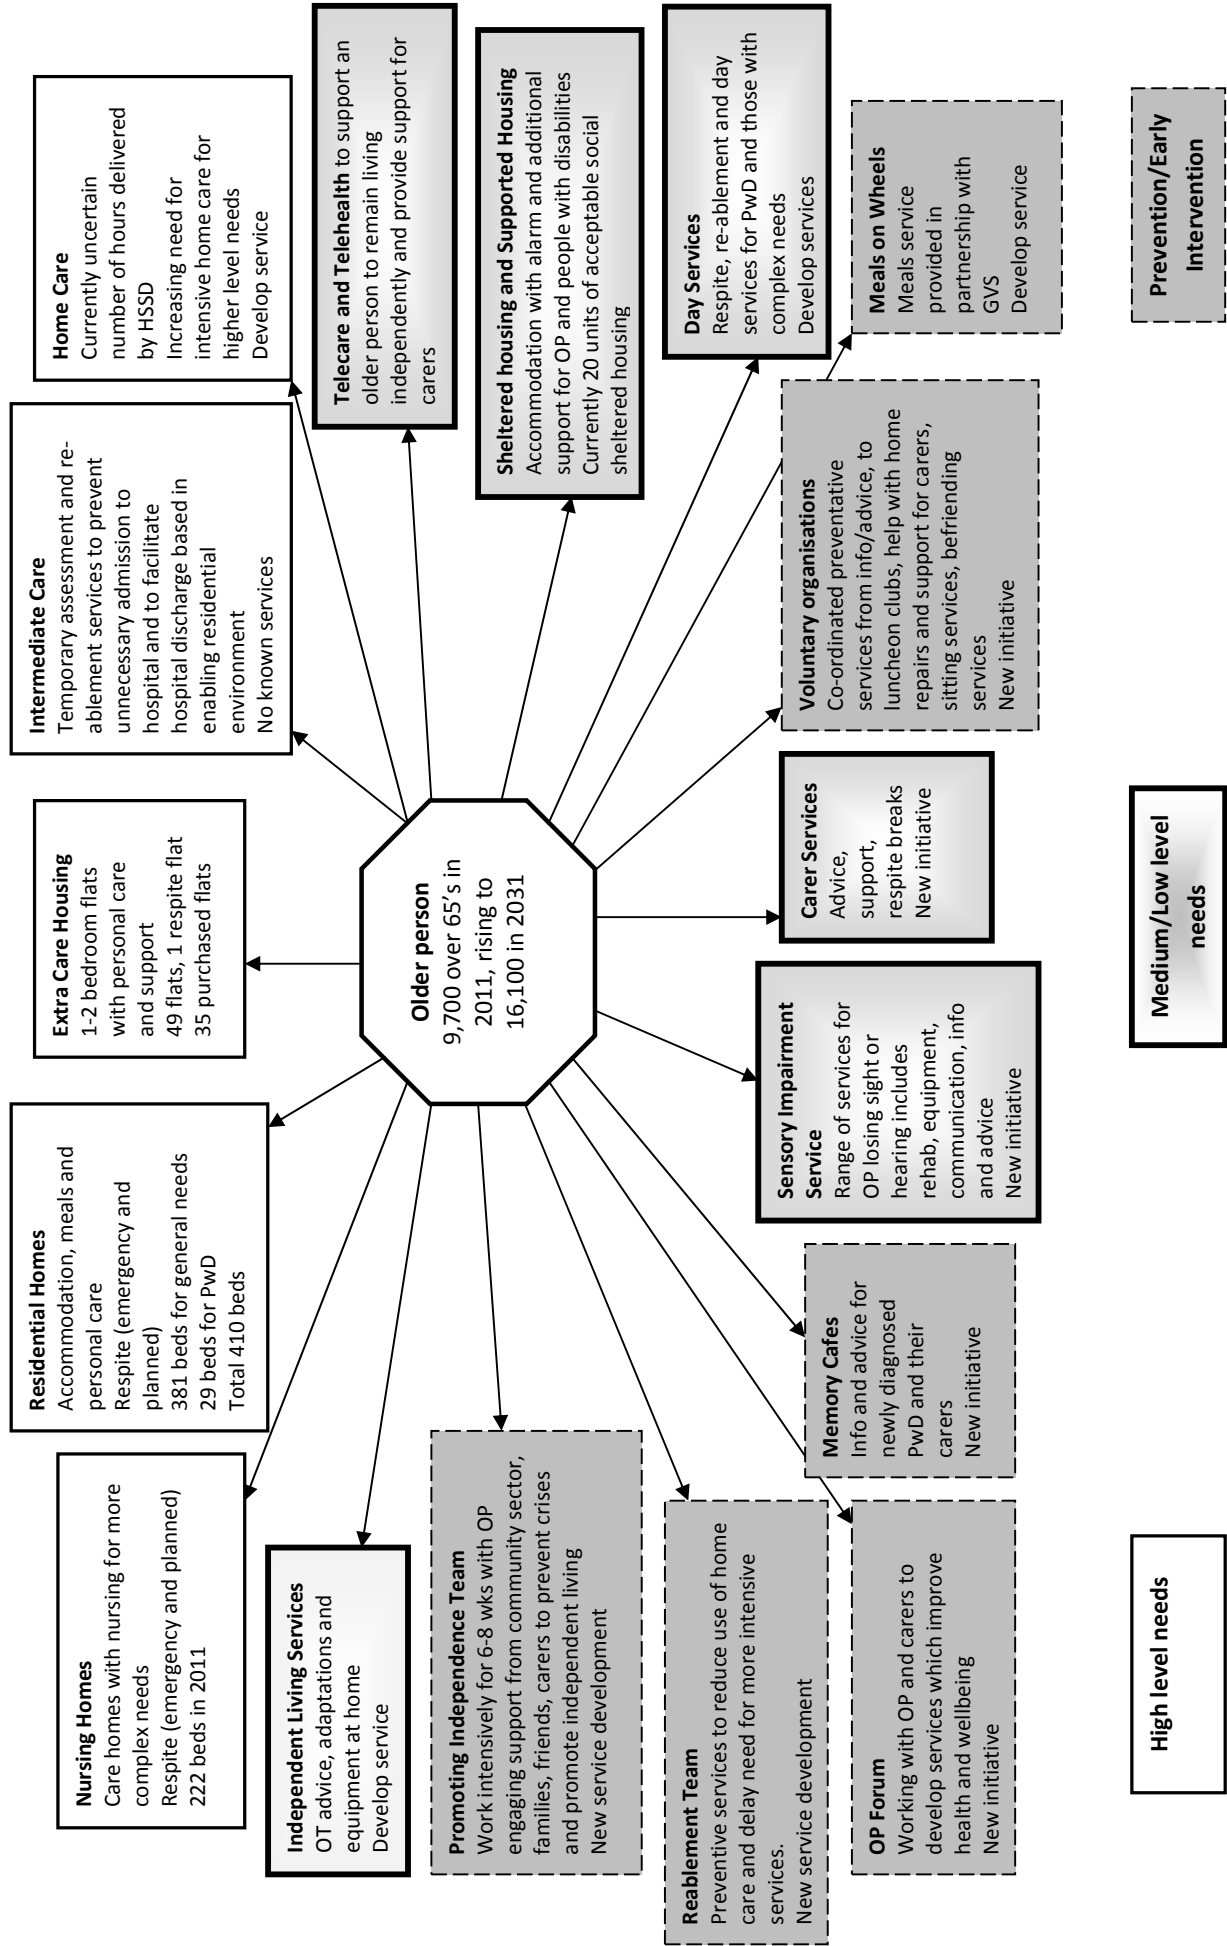 Nursing Homes
Care homes with nursing for more
complex needs
Respite (emergency and planned)
222 beds in 2011
Residential Homes
Accommodation, meals and
personal care
Respite (emergency and
planned)
381 beds for general needs
29 beds for PwD
Total 410 beds
Extra Care Housing
1-2 bedroom flats
with personal care
and support
49 flats, 1 respite flat
35 purchased flats
Intermediate Care
Temporary assessment and re-
ablement services to prevent
unnecessary admission to
hospital and to facilitate
hospital discharge based in
enabling residential
environment
No known services
Home Care
Currently uncertain
number of hours delivered
by HSSD
Increasing need for
intensive home care for
higher level needs
Develop service
Independent Living Services
OT advice, adaptations and
equipment at home
Develop service
Telecare and Telehealth to support an
older person to remain living
independently and provide support for
carers
Older person
9,700 over 65's in
2011, rising to
16,100 in 2031
Promoting Independence Team
Work intensively for 6-8 wks with OP
engaging support from community sector,
families, friends, carers to prevent crises
and promote independent living
New service development
Sheltered housing and Supported Housing
Accommodation with alarm and additional
support for OP and people with disabilities
Currently 20 units of acceptable social
sheltered housing
Reablement Team
Preventive services to reduce use of home
care and delay need for more intensive
services.
New service development
Day Services
Respite, re-ablement and day
services for PwD and those with
complex needs
Develop services
OP Forum
Working with OP and carers to
develop services which improve
health and wellbeing
New initiative
Memory Cafes
Info and advice for
newly diagnosed
PwD and their
carers
New initiative
Sensory Impairment
Service
Range of services for
OP losing sight or
hearing includes
rehab, equipment,
communication, info
and advice
New initiative
Carer Services
Advice,
support,
respite breaks
New initiative
Voluntary organisations
Co-ordinated preventative
services from info/advice, to
luncheon clubs, help with home
repairs and support for carers,
sitting services, befriending
services
New initiative
Meals on Wheels
Meals service
provided in
partnership with
GVS
Develop service
High level needs
Medium/Low level
needs
Prevention/Early
Intervention